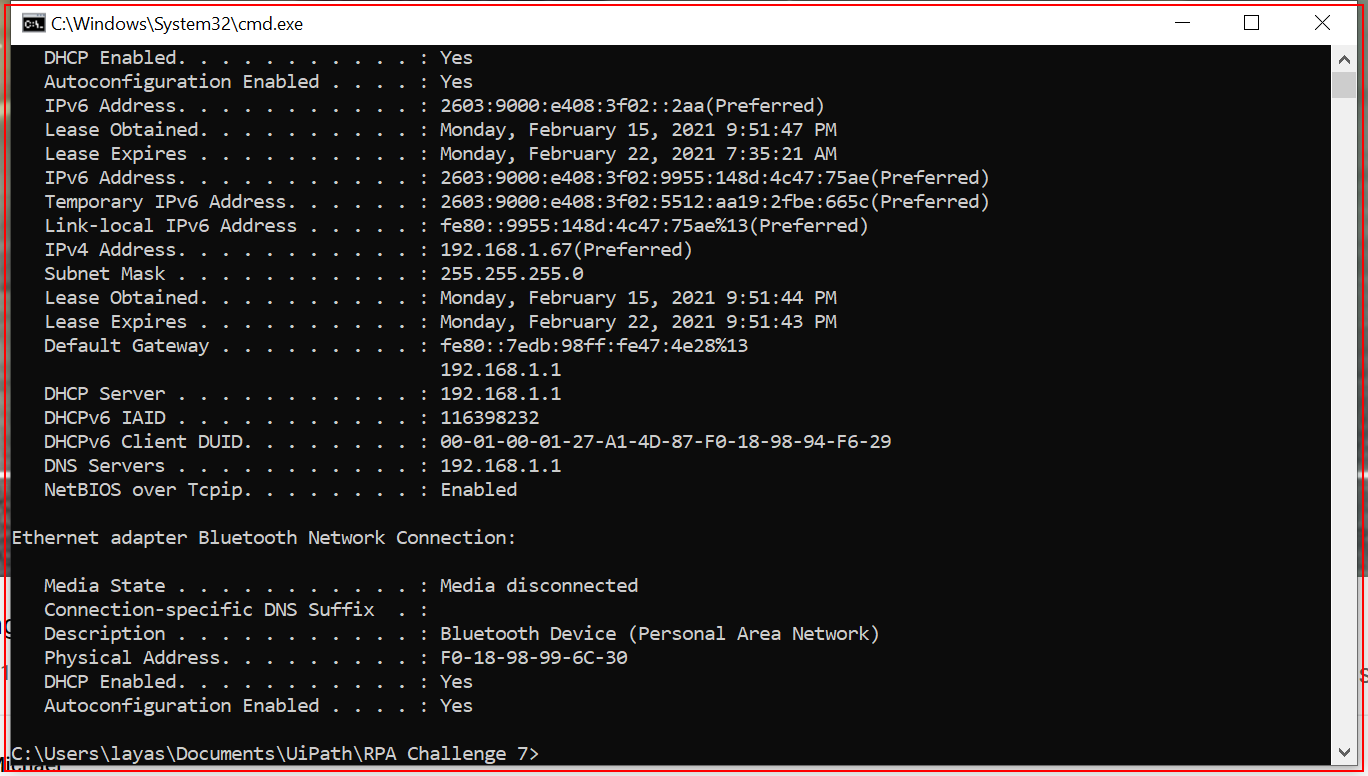 C:\Windows\System32\cmd.exe
DHCP Enabled. . . . . . . . . . . : Yes
Autoconfiguration Enabled . . . . : Yes
IPv6 Address. . . . . . . . . . . : 2603:9000:e408:3f02::2aa(Preferred)
Lease Obtained. . . . . . . . . . : Monday, February 15, 2021 9:51:47 PM
Lease Expires . . . . . . . . . . : Monday, February 22, 2021 7:35:21 AM
IPv6 Address. . . . . . . . . . . : 2603:9000:e408:3f02:9955:148d:4c47:75ae(Preferred)
Temporary IPv6 Address. . . . . . : 2603:9000:e408:3f02:5512:aa19:2fbe:665c(Preferred)
Link-local IPv6 Address . . . . . : fe80::9955:148d:4c47:75ae%13(Preferred)
IPv4 Address. . . . . . . . . . . : 192.168.1.67(Preferred)
Subnet Mask . . . . . . . . . . . : 255.255.255.0
Lease Obtained. . . . . . . . . . : Monday, February 15, 2021 9:51:44 PM
Lease Expires . . . . . . . . . . : Monday, February 22, 2021 9:51:43 PM
Default Gateway . . . . . . . . . : fe80::7edb:98ff:fe47:4e28%13
192.168.1.1
DHCP Server . . . . . . . . . . . : 192.168.1.1
DHCPv6 IAID . . . . . . . . . . . : 116398232
DHCPv6 Client DUID. . . . . . . . : 00-01-00-01-27-A1-4D-87-F0-18-98-94-F6-29
DNS Servers . . . . . . . . . . . : 192.168.1.1
NetBIOS over Tcpip. . . . . . . . : Enabled
Ethernet adapter Bluetooth Network Connection:
Media State . . . . . . . . . . . : Media disconnected
Connection-specific DNS Suffix  . :
Description . . . . . . . . . . . : Bluetooth Device (Personal Area Network)
Physical Address. . . . . . . . . : F0-18-98-99-6C-30
DHCP Enabled. . . . . . . . . . . : Yes
Autoconfiguration Enabled . . . . : Yes
C:\Users\layas\Documents\UiPath\RPA Challenge 7>